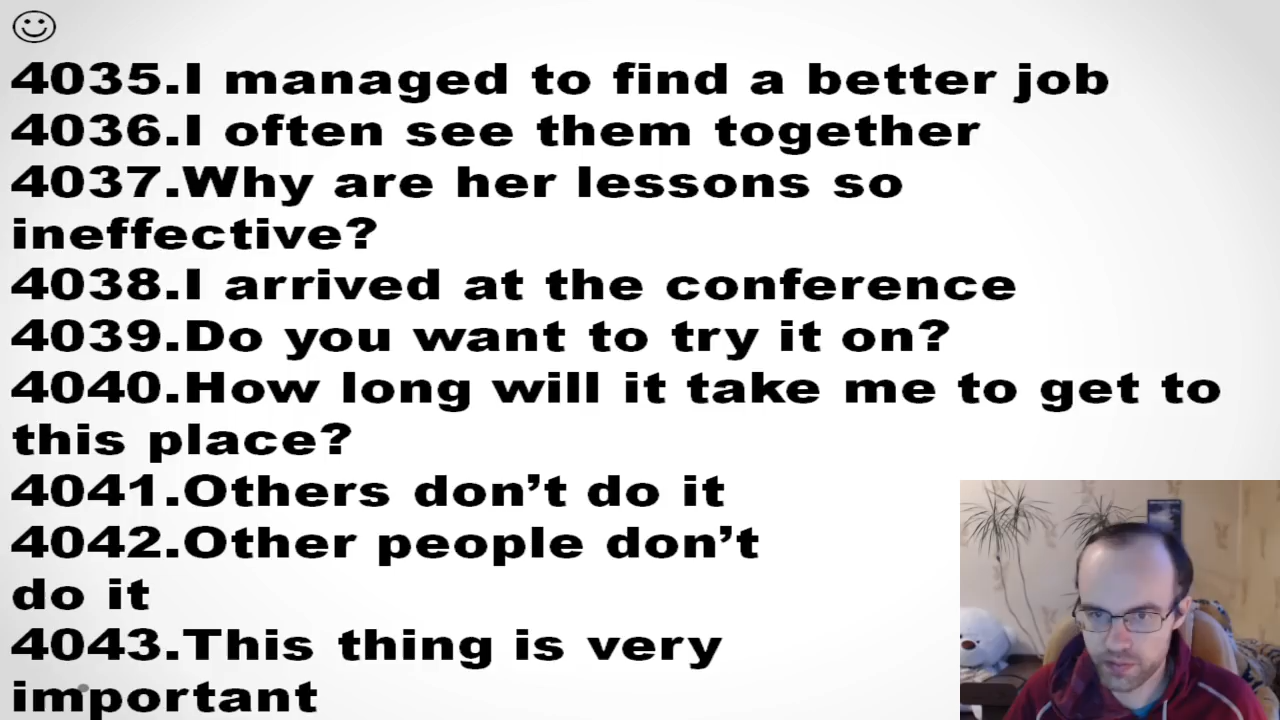 4035.I managed to find a better job
4036.I often see them together
4037.Why are her lessons so
ineffective?
4038.I arrived at the conference
4039.Do you want to try it on?
4040.How long will it take me to get to
this place?
4041.Others don’t do it
4042.Other people don’t
do it
4043.This thing is very
important